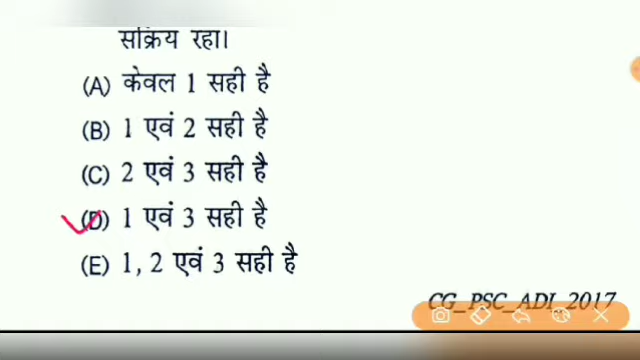 सक्रिय रहा।
(A) केवल 1 सही है
(B) 1 एवं 2 सही है
(C) 2 एवं 3 सही है
(D) 1 एवं 3 सही है
(E) 1, 2 एवं 3 सही है
CG_PSC_ADI_2017